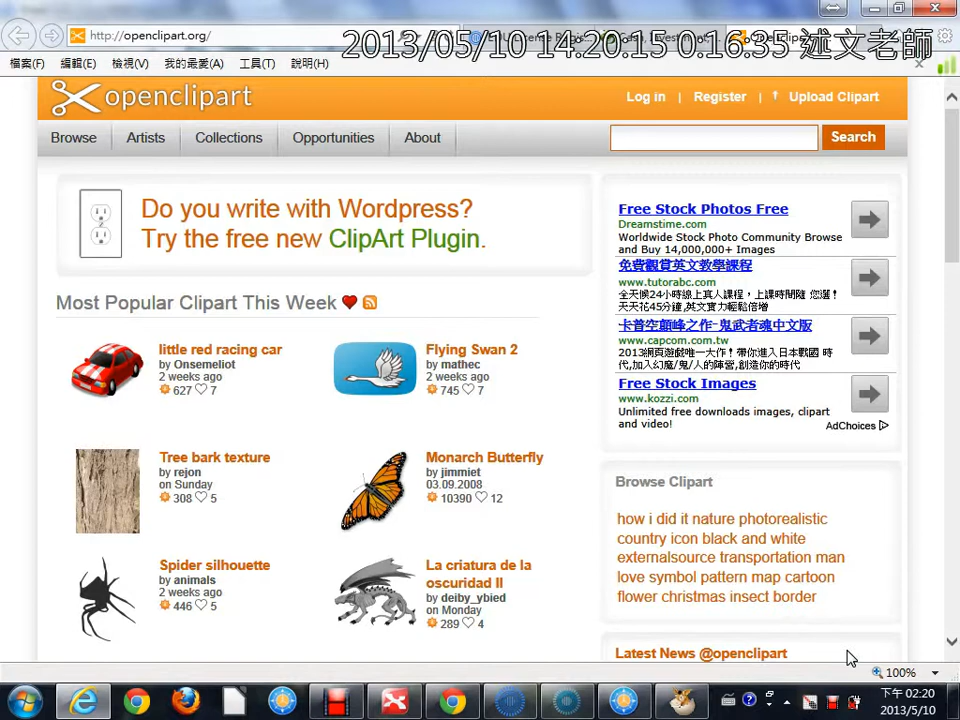 http://openclipart.org/
2013/05/10 14:20:15 0:16:35 述文老師
檔案(F) 編輯(E) 檢視(V) 我的最愛(A) 工具(T) 說明(H)
openclipart
Log in | Register | Upload Clipart
Browse Artists Collections Opportunities About
Search
Do you write with Wordpress?
Try the free new ClipArt Plugin.
Most Popular Clipart This Week
little red racing car
by Onsemeliot
2 weeks ago
627 7
Flying Swan 2
by mathec
2 weeks ago
745 7
Tree bark texture
by rejon
on Sunday
308 5
Monarch Butterfly
by jimmiet
03.09.2008
10390 12
Spider silhouette
by animals
2 weeks ago
446 5
La criatura de la
oscuridad II
by deiby_ybied
on Monday
289 4
Free Stock Photos Free
Dreamstime.com
Worldwide Stock Photo Community Browse
and Buy 14,000,000+ Images
免費觀賞英文教學課程
www.tutorabc.com
全天候24小時線上真人課程，上課時間隨 您選！
天天花45分鐘,英文實力輕鬆倍增
卡普空顛峰之作-鬼武者魂中文版
www.capcom.com.tw
2013網頁遊戲唯一大作！帶你進入日本戰國 時
代,加入幻魔/鬼/人的陣營,創造你的時代
Free Stock Images
www.kozzi.com
Unlimited free downloads images, clipart
and video!
AdChoices
Browse Clipart
how i did it nature photorealistic
country icon black and white
externalsource transportation man
love symbol pattern map cartoon
flower christmas insect border
Latest News @openclipart
100%
下午 02:20
2013/5/10